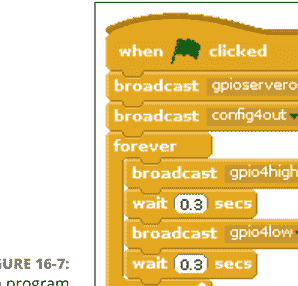 when clicked
broadcast gpioservero
broadcast config4out
forever
broadcast gpio4high
wait 0.3 secs
broadcast gpio4low
wait 0.3 secs
GURE 16-7:
program